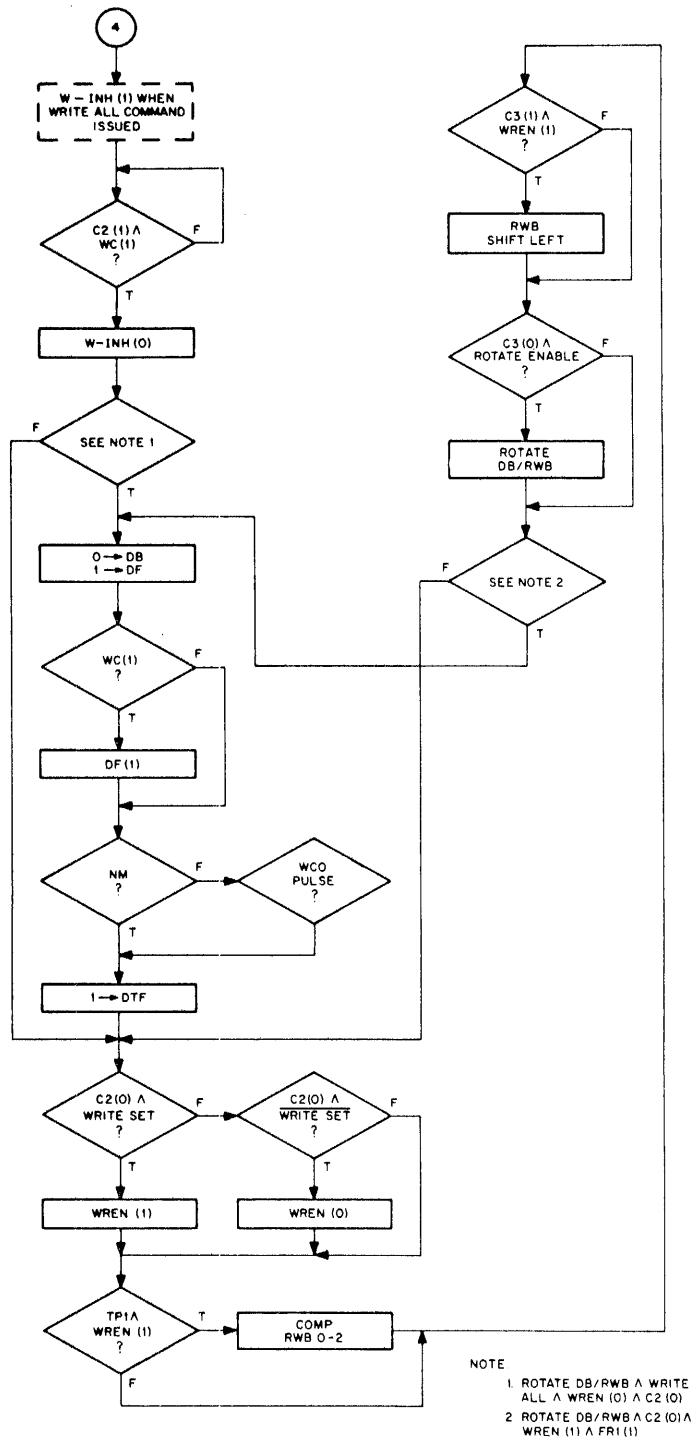 4
W-INH (1) WHEN
WRITE ALL COMMAND
ISSUED
C2 (1) Λ
WC (1)
?
F
T
W-INH (0)
F
SEE NOTE 1
T
0 → DB
1 → DF
WC(1)
?
F
T
DF (1)
NM
?
F
T
WCO
PULSE
?
1 → DTF
C2(0) Λ
WRITE SET
?
F
T
C2(0) Λ
WRITE SET
?
F
T
WREN (1)
WREN (0)
TP1 Λ
WREN (1)
?
T
F
COMP
RWB 0-2
C3(1) Λ
WREN (1)
?
F
T
RWB
SHIFT LEFT
C3(0) Λ
ROTATE ENABLE
?
F
T
ROTATE
DB/RWB
F
SEE NOTE 2
T
NOTE
1. ROTATE DB/RWB Λ WRITE
ALL Λ WREN (0) Λ C2 (0)
2 ROTATE DB/RWB Λ C2 (0) Λ
WREN (1) Λ FR1 (1)